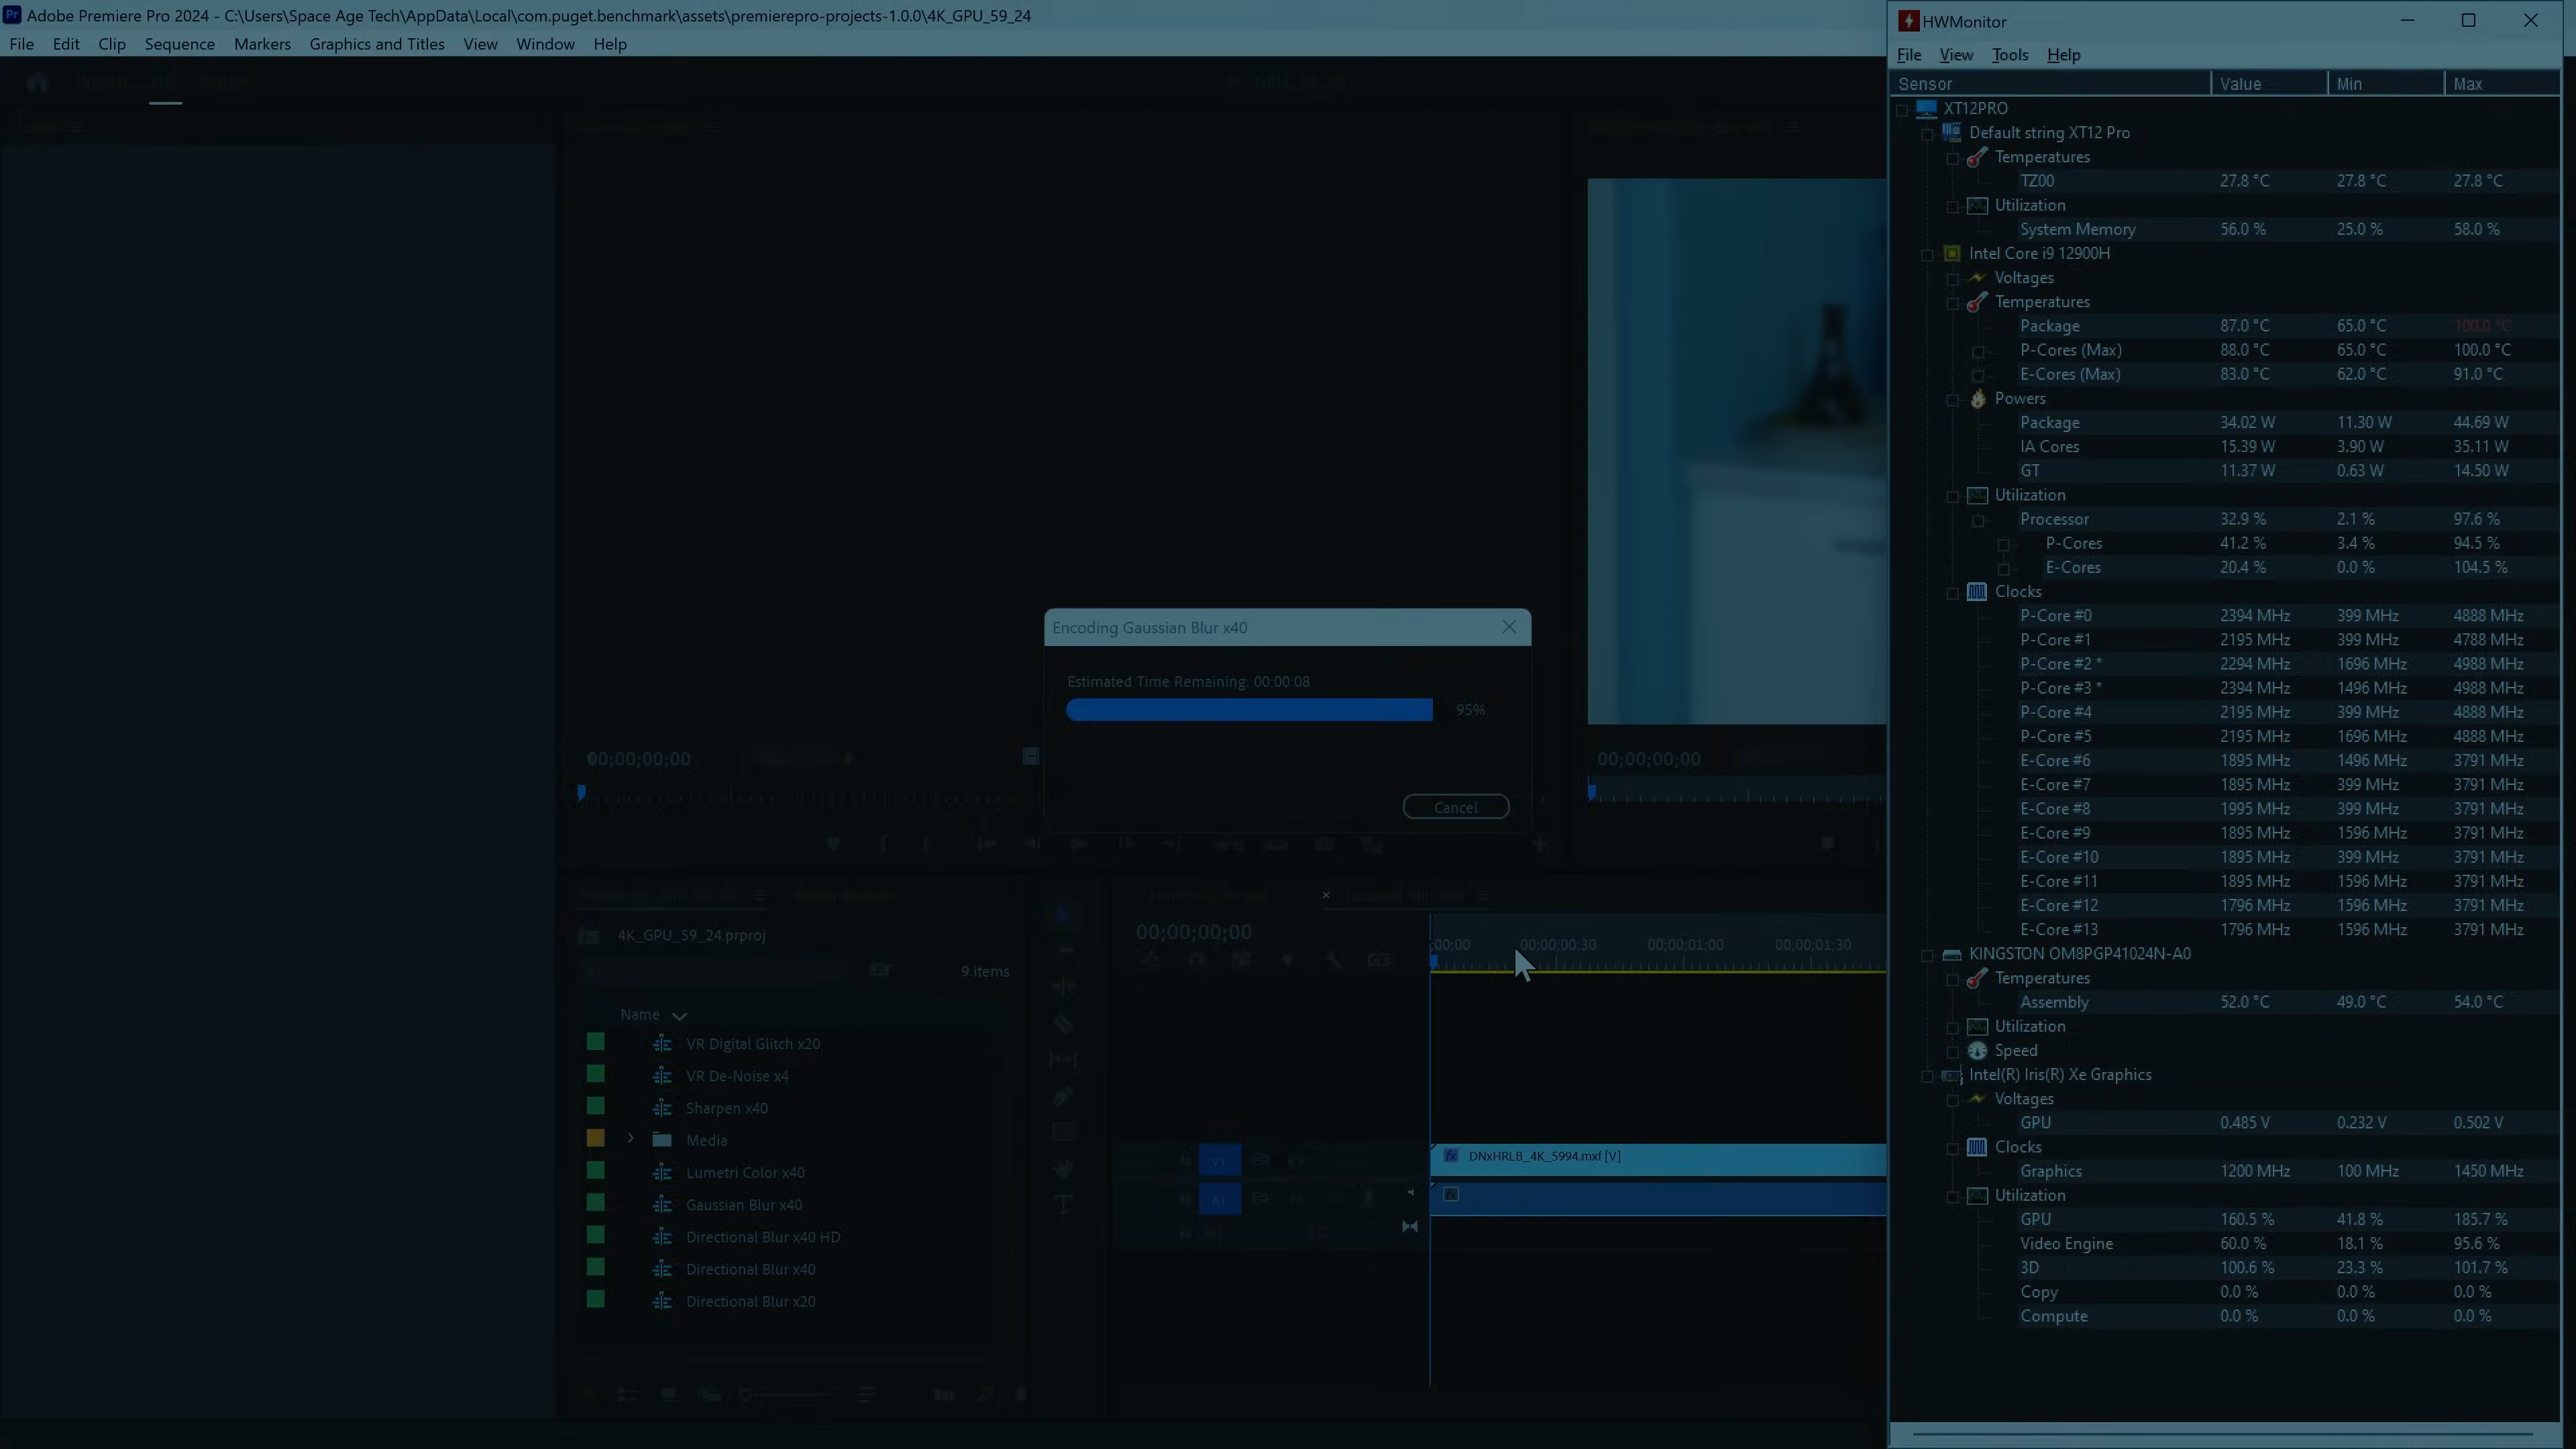 Adobe Premiere Pro 2024 - C:\Users\Space Age Tech\AppData\Local\com.puget.benchmark\assets\premierepro-projects-1.0.0\4K_GPU_59_24
File Edit Clip Sequence Markers Graphics and Titles View Window Help
Encoding Gaussian Blur x40
Estimated Time Remaining: 00:00:08
95%
Cancel
00;00;00;00
00;00;00;00
4K_GPU_59_24.prproj
9 items
Name
VR Digital Glitch x20
VR De-Noise x4
Sharpen x40
Media
Lumetri Color x40
Gaussian Blur x40
Directional Blur x40 HD
Directional Blur x40
Directional Blur x20
00;00;00;00
;00;00 00;00;00;30 00;00;01;00 00;00;01;30
V1
fx DNxHRLB_4K_5994.mxf [V]
A1
HWMonitor
File View Tools Help
Sensor Value Min Max
XT12PRO
Default string XT12 Pro
Temperatures
TZ00 27.8 °C 27.8 °C 27.8 °C
Utilization
System Memory 56.0 % 25.0 % 58.0 %
Intel Core i9 12900H
Voltages
Temperatures
Package 87.0 °C 65.0 °C 100.0 °C
P-Cores (Max) 88.0 °C 65.0 °C 100.0 °C
E-Cores (Max) 83.0 °C 62.0 °C 91.0 °C
Powers
Package 34.02 W 11.30 W 44.69 W
IA Cores 15.39 W 3.90 W 35.11 W
GT 11.37 W 0.63 W 14.50 W
Utilization
Processor 32.9 % 2.1 % 97.6 %
P-Cores 41.2 % 3.4 % 94.5 %
E-Cores 20.4 % 0.0 % 104.5 %
Clocks
P-Core #0 2394 MHz 399 MHz 4888 MHz
P-Core #1 2195 MHz 399 MHz 4788 MHz
P-Core #2 * 2294 MHz 1696 MHz 4988 MHz
P-Core #3 * 2394 MHz 1496 MHz 4988 MHz
P-Core #4 2195 MHz 399 MHz 4888 MHz
P-Core #5 2195 MHz 1696 MHz 4888 MHz
E-Core #6 1895 MHz 1496 MHz 3791 MHz
E-Core #7 1895 MHz 399 MHz 3791 MHz
E-Core #8 1995 MHz 399 MHz 3791 MHz
E-Core #9 1895 MHz 1596 MHz 3791 MHz
E-Core #10 1895 MHz 399 MHz 3791 MHz
E-Core #11 1895 MHz 1596 MHz 3791 MHz
E-Core #12 1796 MHz 1596 MHz 3791 MHz
E-Core #13 1796 MHz 1596 MHz 3791 MHz
KINGSTON OM8PGP41024N-A0
Temperatures
Assembly 52.0 °C 49.0 °C 54.0 °C
Utilization
Speed
Intel(R) Iris(R) Xe Graphics
Voltages
GPU 0.485 V 0.232 V 0.502 V
Clocks
Graphics 1200 MHz 100 MHz 1450 MHz
Utilization
GPU 160.5 % 41.8 % 185.7 %
Video Engine 60.0 % 18.1 % 95.6 %
3D 100.6 % 23.3 % 101.7 %
Copy 0.0 % 0.0 % 0.0 %
Compute 0.0 % 0.0 % 0.0 %